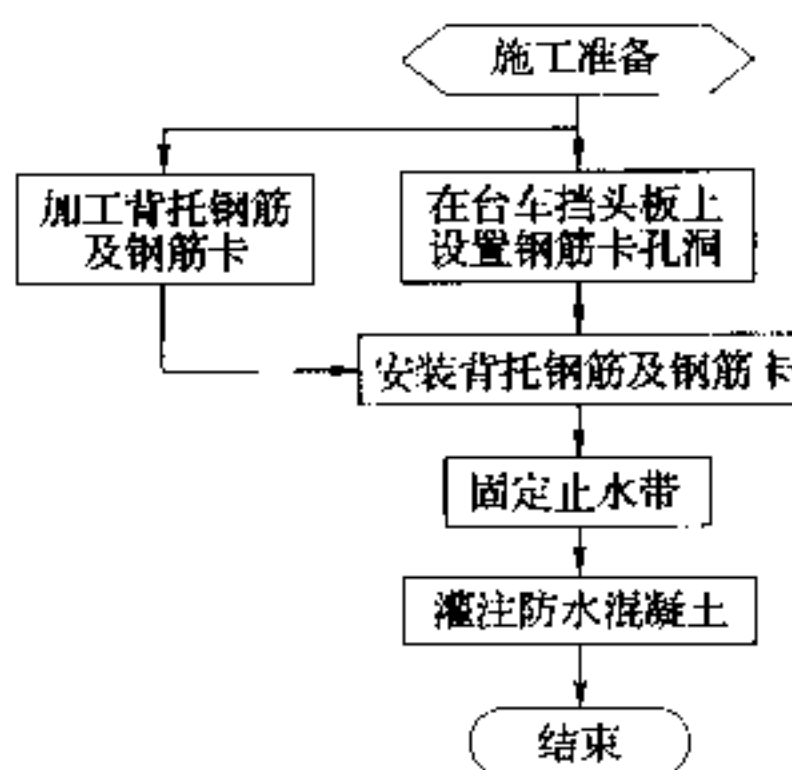 施工准备
加工背托钢筋
及钢筋卡
在台车挡头板上
设置钢筋卡孔洞
安装背托钢筋及钢筋卡
固定止水带
灌注防水混凝土
结束